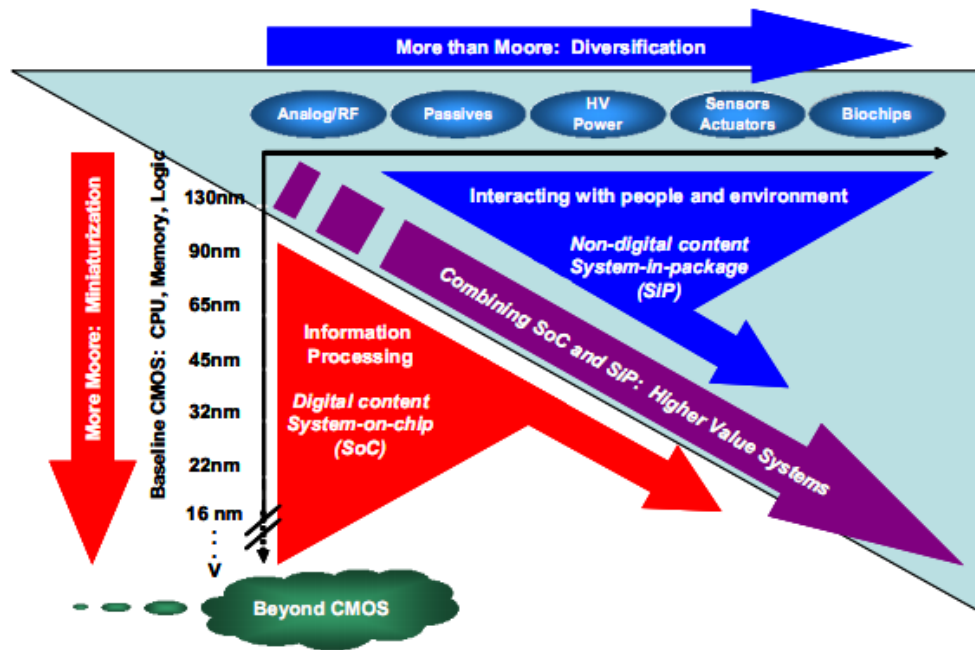 More than Moore: Diversification
Analog/RF
Passives
HV
Power
Sensors
Actuators
Biochips
More Moore: Miniaturization
Baseline CMOS: CPU, Memory, Logic
130nm
90nm
65nm
45nm
32nm
22nm
16 nm
V
Interacting with people and environment
Non-digital content
System-in-package
(SiP)
Combining SoC and SiP: Higher Value Systems
Information
Processing
Digital content
System-on-chip
(SoC)
Beyond CMOS